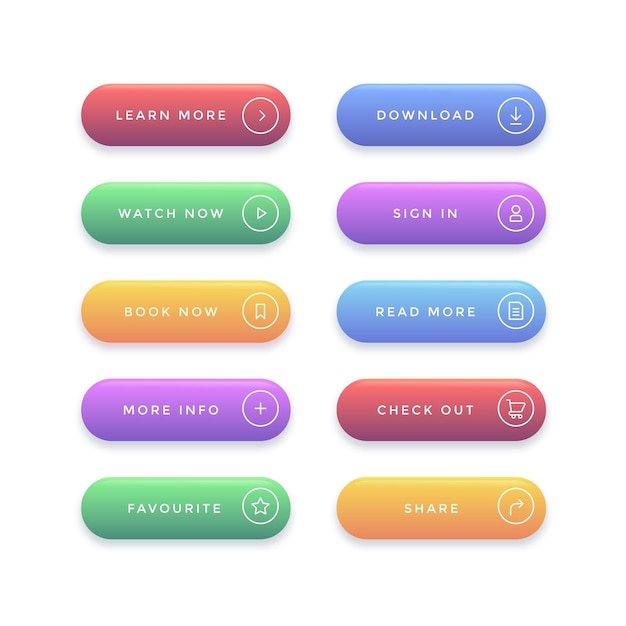 LEARN MORE
DOWNLOAD
WATCH NOW
SIGN IN
BOOK NOW
READ MORE
MORE INFO
CHECK OUT
FAVOURITE
SHARE